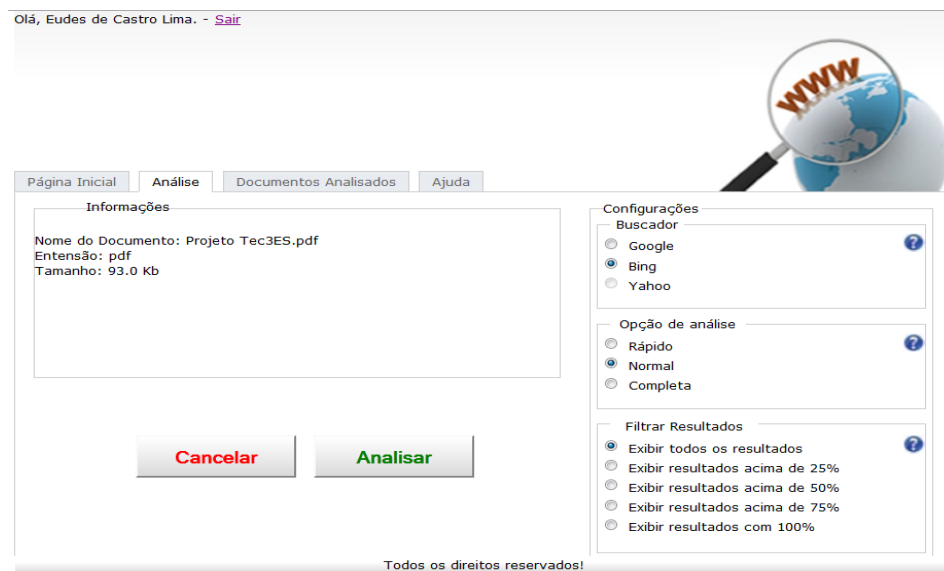 Olá, Eudes de Castro Lima. - Sair
WWW
Página Inicial
Análise
Documentos Analisados
Ajuda
Informações
Nome do Documento: Projeto Tec3ES.pdf
Entensão: pdf
Tamanho: 93.0 Kb
Cancelar
Analisar
Configurações
Buscador
?
Google
Bing
Yahoo
Opção de análise
?
Rápido
Normal
Completa
Filtrar Resultados
?
Exibir todos os resultados
Exibir resultados acima de 25%
Exibir resultados acima de 50%
Exibir resultados acima de 75%
Exibir resultados com 100%
Todos os direitos reservados!